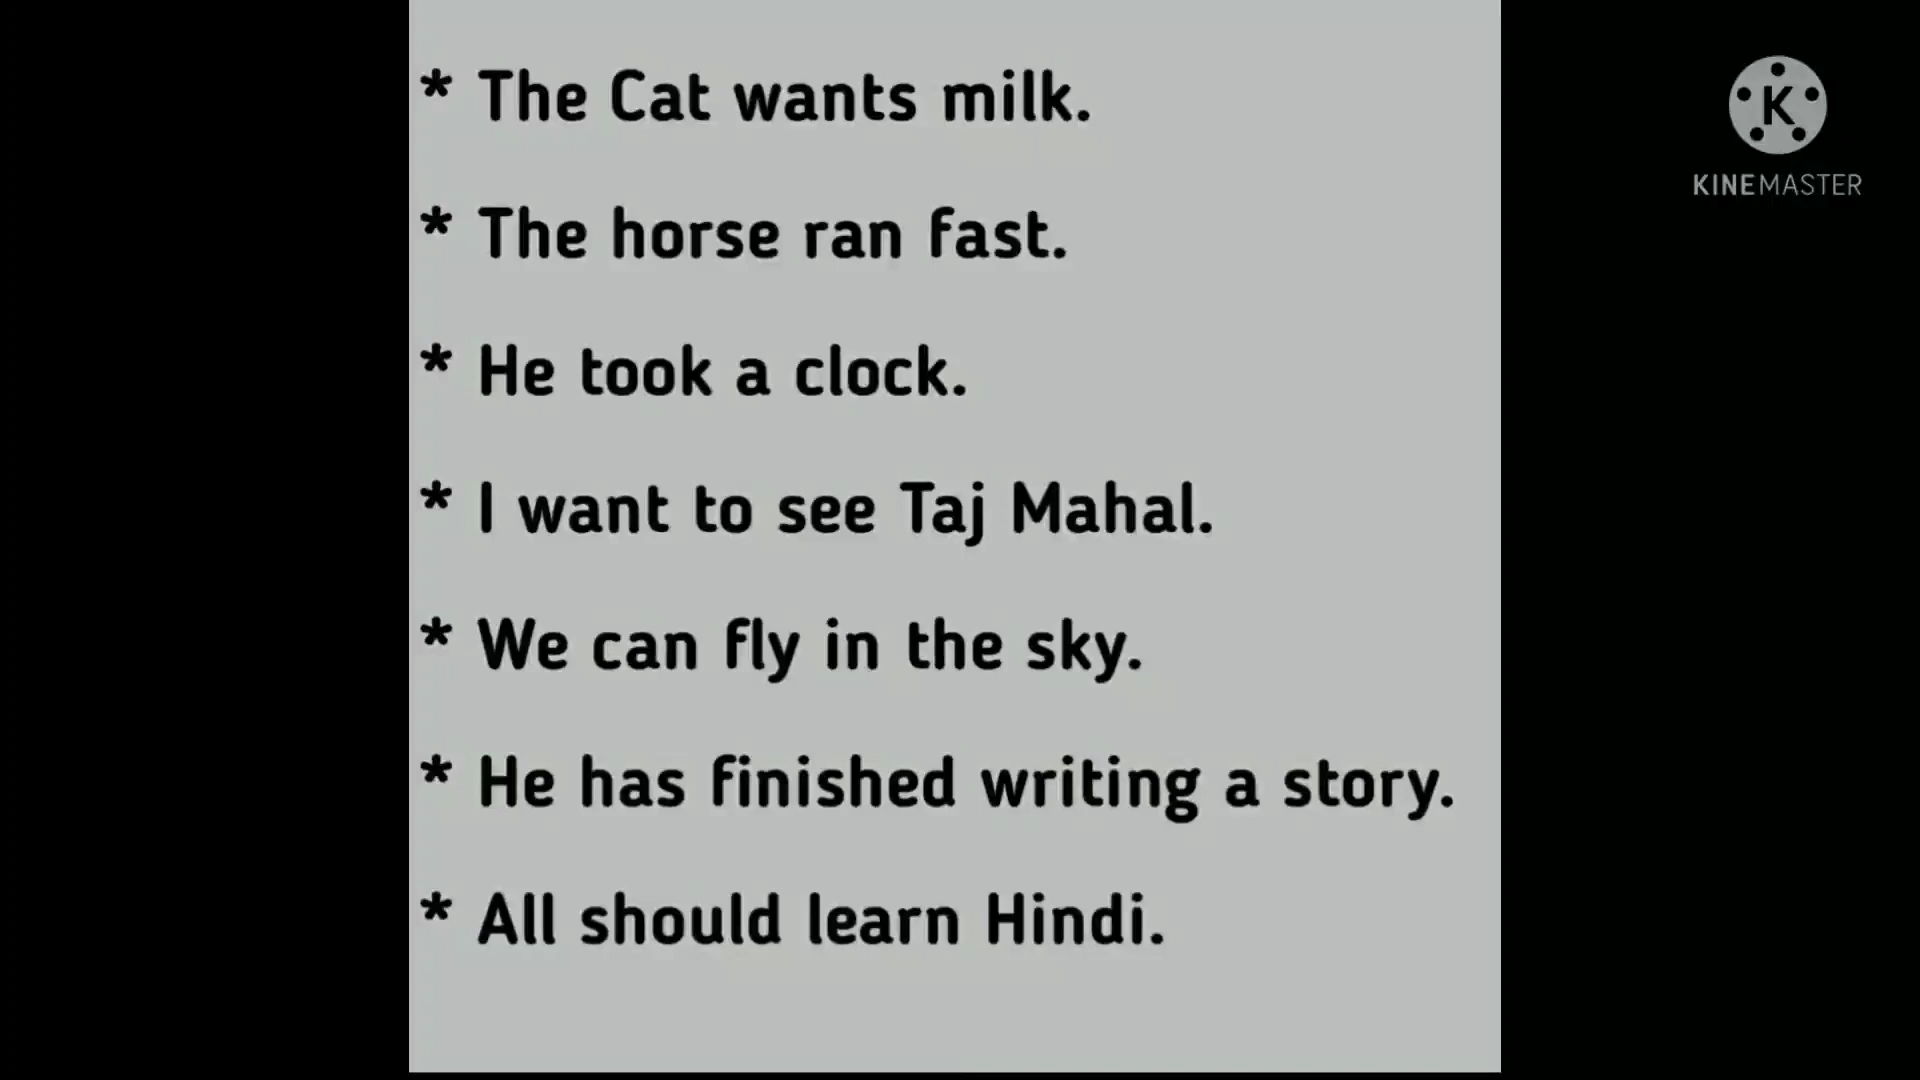 * The Cat wants milk.
* The horse ran fast.
* He took a clock.
* I want to see Taj Mahal.
* We can fly in the sky.
* He has finished writing a story.
* All should learn Hindi.
K
KINEMASTER